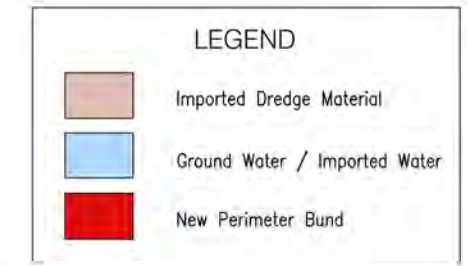 LEGEND
Imported Dredge Material
Ground Water / Imported Water
New Perimeter Bund